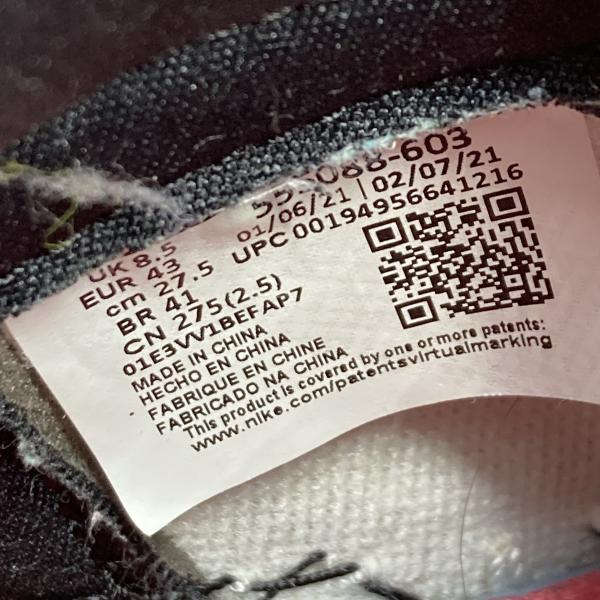 088-603
01/06/21 | 02/07/21
UPC 00194956641216
UK 8.5
EUR 43
cm 27.5
BR 41
CN 275(2.5)
01E3VV1BEFAP7
MADE IN CHINA
HECHO EN CHINA
FABRIQUE EN CHINE
FABRICADO NA CHINA
This product is covered by one or more patents:
www.nike.com/patentsvirtualmarking